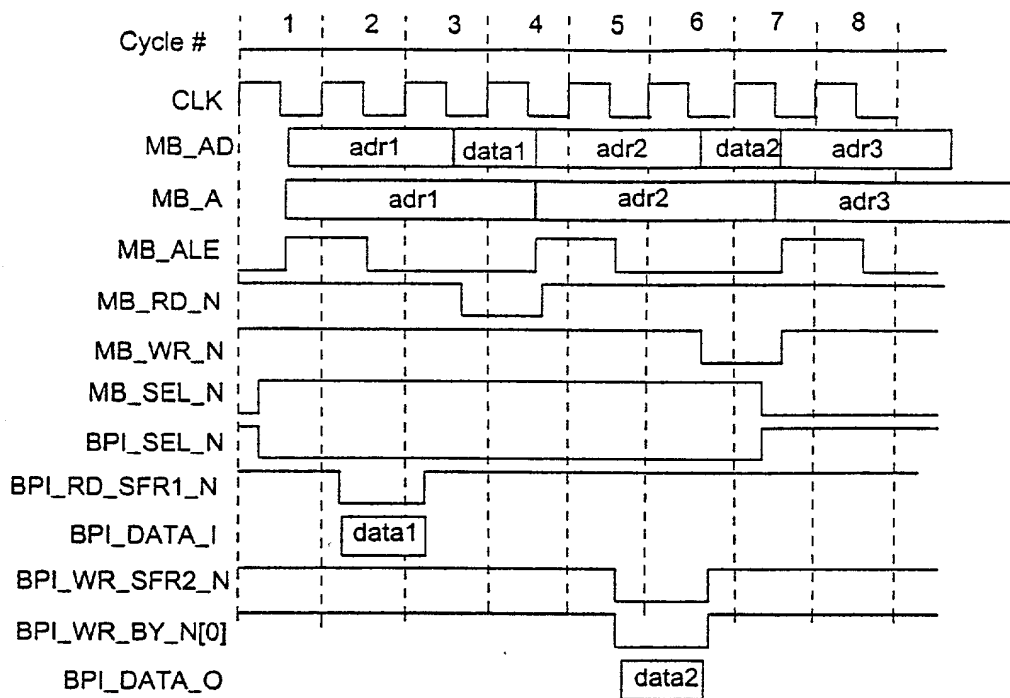 Cycle # 1 2 3 4 5 6 7 8
CLK
MB_AD adr1 data1 adr2 data2 adr3
MB_A adr1 adr2 adr3
MB_ALE
MB_RD_N
MB_WR_N
MB_SEL_N
BPI_SEL_N
BPI_RD_SFR1_N
BPI_DATA_I data1
BPI_WR_SFR2_N
BPI_WR_BY_N[0]
BPI_DATA_O data2